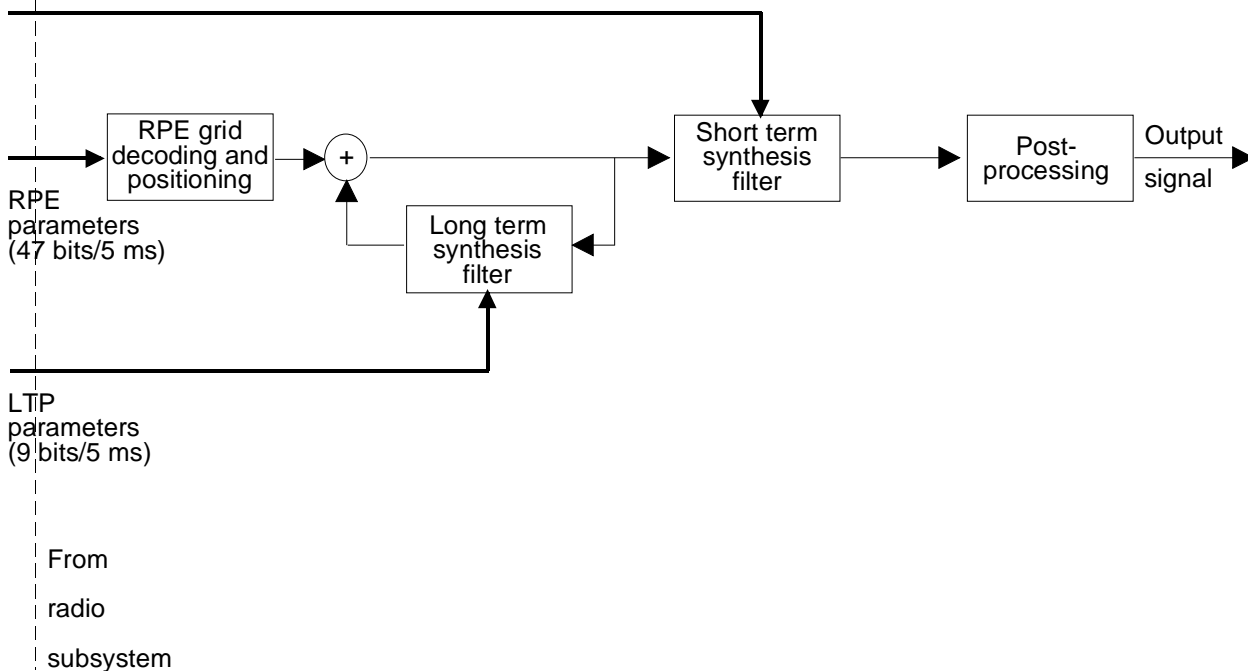 RPE grid
decoding and
positioning
+
Short term
synthesis
filter
Post-
processing
Output
signal
RPE
parameters
(47 bits/5 ms)
Long term
synthesis
filter
LTP
parameters
(9 bits/5 ms)
From
radio
subsystem